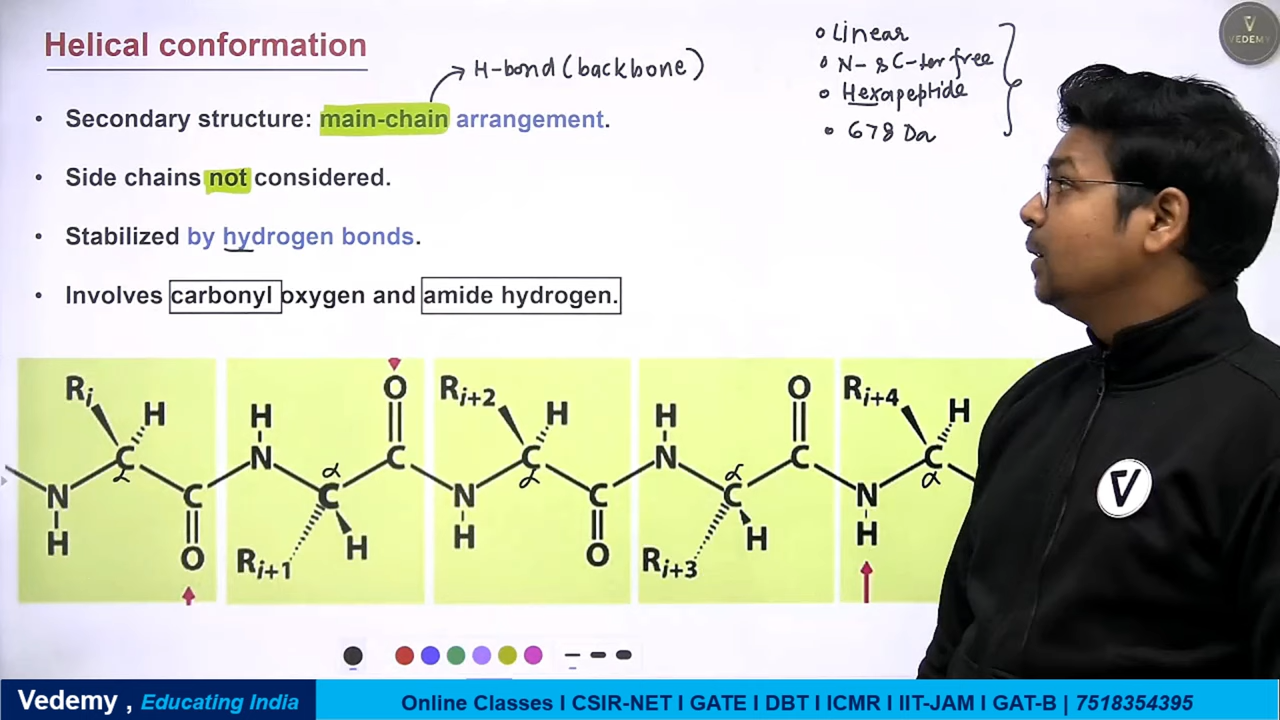 Helical conformation
H-bond (backbone)
• Linear
• N- & C-ter free
• Hexapeptide
• 678 Da
VEDEMY
• Secondary structure: main-chain arrangement.
• Side chains not considered.
• Stabilized by hydrogen bonds.
• Involves carbonyl oxygen and amide hydrogen.
Ri H H O Ri+2 H H O Ri+4 H
N C C N C α C N C C N C α C N C α
α α α
H O Ri+1 H H O Ri+3 H H
Vedemy , Educating India Online Classes I CSIR-NET I GATE I DBT I ICMR I IIT-JAM I GAT-B | 7518354395